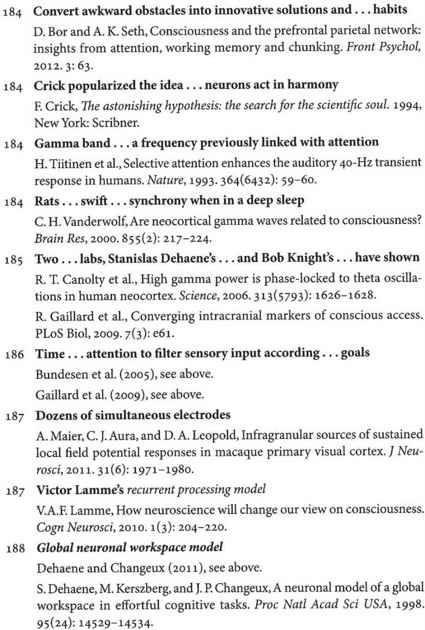 184 Convert awkward obstacles into innovative solutions and . . . habits
D. Bor and A. K. Seth, Consciousness and the prefrontal parietal network:
insights from attention, working memory and chunking. Front Psychol,
2012. 3: 63.
184 Crick popularized the idea . . . neurons act in harmony
F. Crick, The astonishing hypothesis: the search for the scientific soul. 1994,
New York: Scribner.
184 Gamma band . . . a frequency previously linked with attention
H. Tiitinen et al., Selective attention enhances the auditory 40-Hz transient
response in humans. Nature, 1993. 364(6432): 59–60.
184 Rats . . . swift . . . synchrony when in a deep sleep
C. H. Vanderwolf, Are neocortical gamma waves related to consciousness?
Brain Res, 2000. 855(2): 217–224.
185 Two . . . labs, Stanislas Dehaene's . . . and Bob Knight's . . . have shown
R. T. Canolty et al., High gamma power is phase-locked to theta oscilla-
tions in human neocortex. Science, 2006. 313(5793): 1626–1628.
R. Gaillard et al., Converging intracranial markers of conscious access.
PLoS Biol, 2009. 7(3): e61.
186 Time . . . attention to filter sensory input according . . . goals
Bundesen et al. (2005), see above.
Gaillard et al. (2009), see above.
187 Dozens of simultaneous electrodes
A. Maier, C. J. Aura, and D. A. Leopold, Infragranular sources of sustained
local field potential responses in macaque primary visual cortex. J Neu-
rosci, 2011. 31(6): 1971–1980.
187 Victor Lamme's recurrent processing model
V.A.F. Lamme, How neuroscience will change our view on consciousness.
Cogn Neurosci, 2010. 1(3): 204–220.
188 Global neuronal workspace model
Dehaene and Changeux (2011), see above.
S. Dehaene, M. Kerszberg, and J. P. Changeux, A neuronal model of a global
workspace in effortful cognitive tasks. Proc Natl Acad Sci USA, 1998.
95(24): 14529–14534.